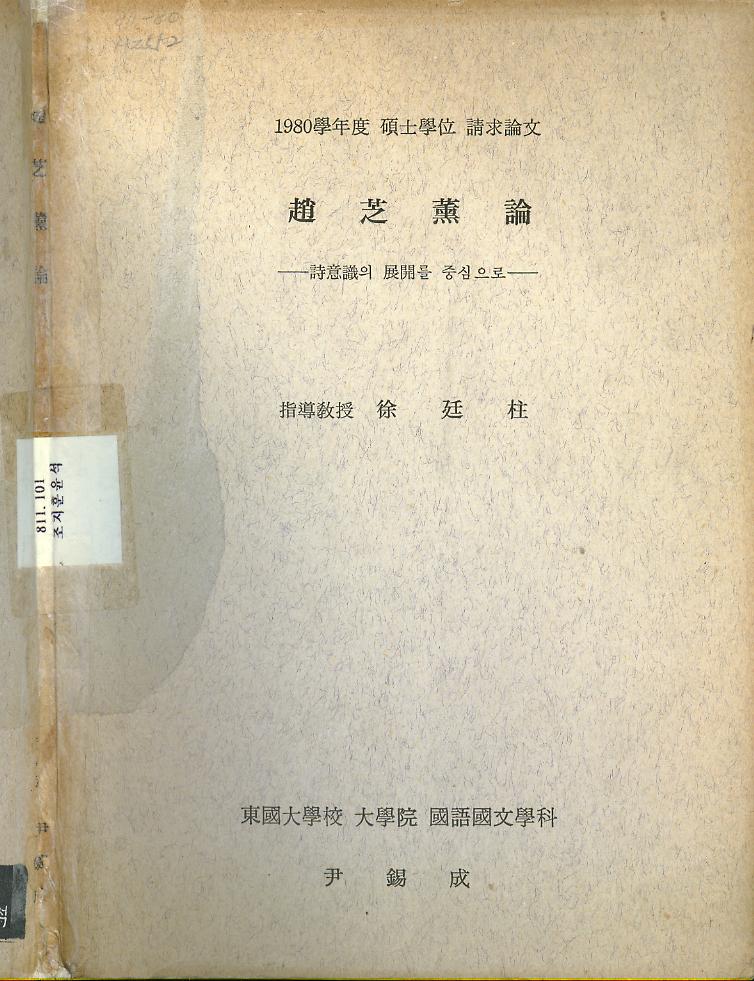 1980學年度 碩士學位 請求論文
趙 芝 薰 論
——詩意識의 展開를 중심으로——
指導敎授 徐 廷 柱
東國大學校 大學院 國語國文學科
尹 錫 成
811.101
조지훈윤석
芝 薰 論